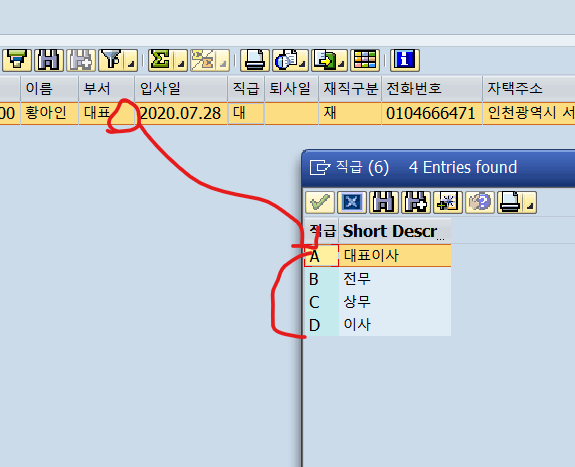 이름 부서 입사일 직급 퇴사일 재직구분 전화번호 자택주소
00 황아인 대표 2020.07.28 대 재 0104666471 인천광역시 서
직급 (6) 4 Entries found
직급 Short Descr...
A 대표이사
B 전무
C 상무
D 이사